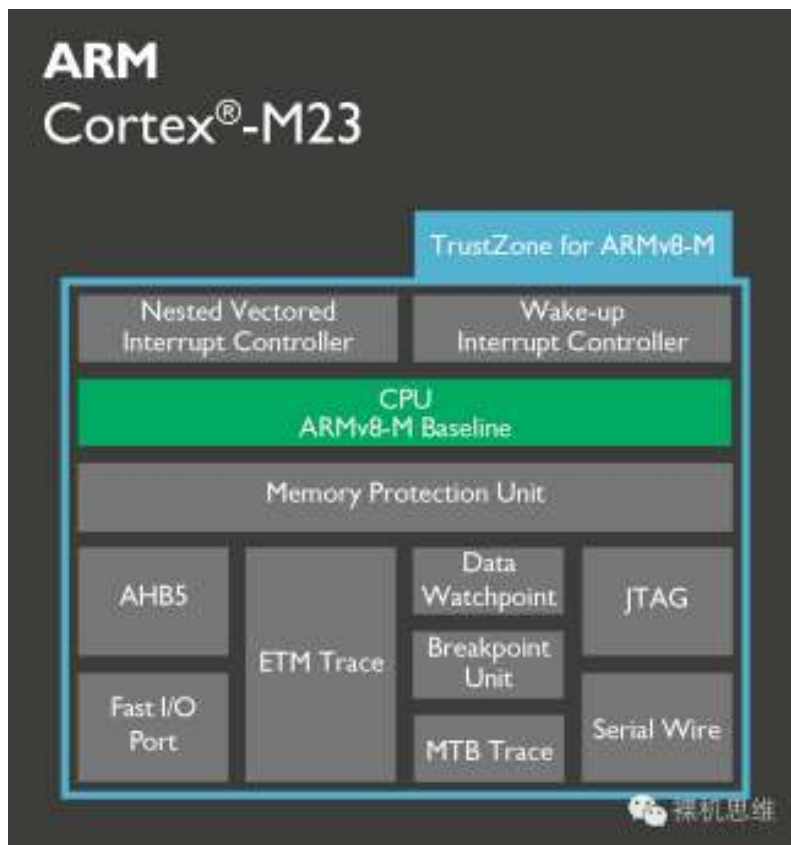 ARM
Cortex®-M23
TrustZone for ARMv8-M
Nested Vectored
Interrupt Controller
Wake-up
Interrupt Controller
CPU
ARMv8-M Baseline
Memory Protection Unit
AHB5
ETM Trace
Data
Watchpoint
JTAG
Breakpoint
Unit
Fast I/O
Port
MTB Trace
Serial Wire
裸机思维